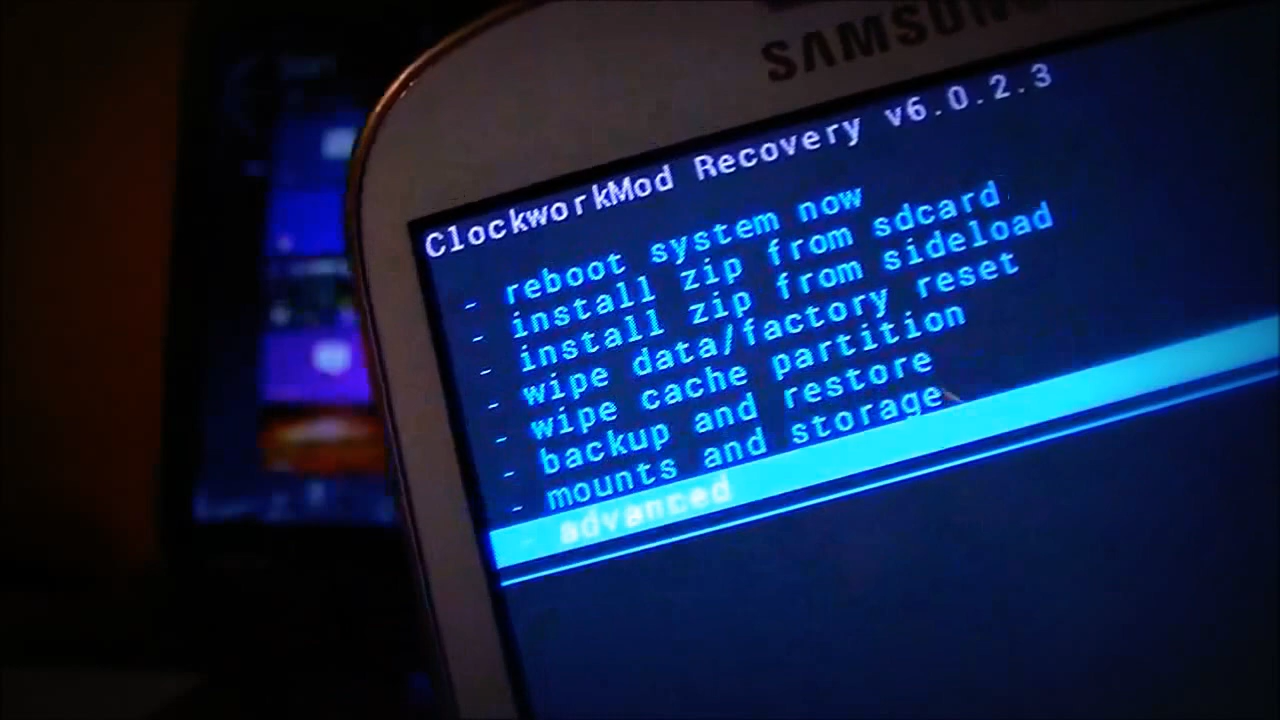 SAMSUNG
ClockworkMod Recovery v6.0.2.3
- reboot system now
- install zip from sdcard
- install zip from sideload
- wipe data/factory reset
- wipe cache partition
- backup and restore
- mounts and storage
- advanced